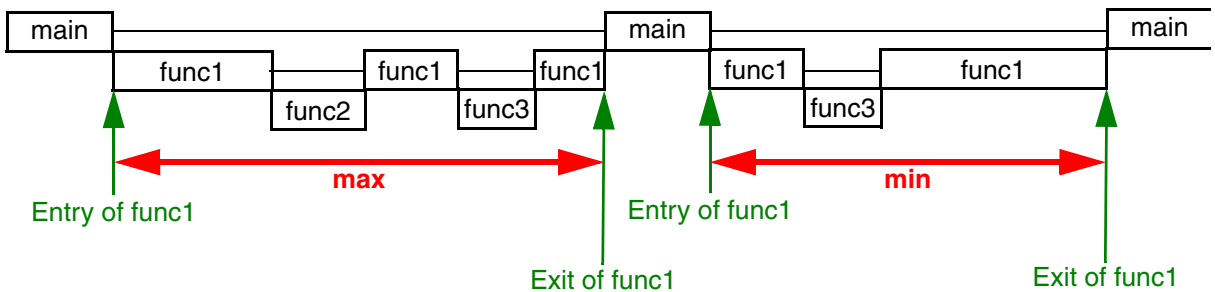 main main main
func1 func1 func1 func1 func1
func2 func3 func3
max min
Entry of func1 Entry of func1
Exit of func1 Exit of func1